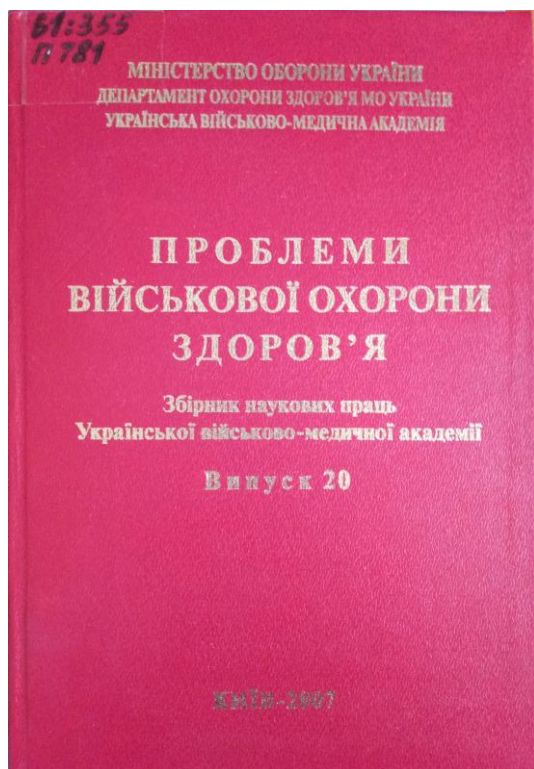 61:355
П 781
МІНІСТЕРСТВО ОБОРОНИ УКРАЇНИ
ДЕПАРТАМЕНТ ОХОРОНИ ЗДОРОВ'Я МО УКРАЇНИ
УКРАЇНСЬКА ВІЙСЬКОВО-МЕДИЧНА АКАДЕМІЯ
ПРОБЛЕМИ
ВІЙСЬКОВОЇ ОХОРОНИ
ЗДОРОВ'Я
Збірник наукових праць
Української військово-медичної академії
Випуск 20
КИЇВ-2007